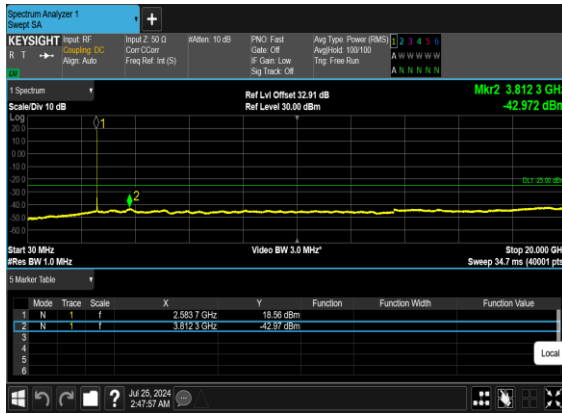 Spectrum Analyzer 1
Swept SA
+
KEYSIGHT Input: RF Input Z: 50 Ω #Atten: 10 dB PNO: Fast Avg Type: Power (RMS) 1 2 3 4 5 6
R T Coupling: DC Corr CCorr Gate: Off Avg|Hold: 100/100 A W W W W W
Align: Auto Freq Ref: Int (S) IF Gain: Low Trig: Free Run
Sig Track: Off A N N N N N
1 Spectrum
Ref Lvl Offset 32.91 dB Mkr2 3.812 3 GHz
Scale/Div 10 dB Ref Level 30.00 dBm -42.972 dBm
Log
20.0
10.0
0.00
-10.0
-20.0
-30.0
-40.0
-50.0
-60.0
1
2
DL1 -25.00 dBm
Start 30 MHz Video BW 3.0 MHz* Stop 20.000 GHz
#Res BW 1.0 MHz Sweep 34.7 ms (40001 pts)
5 Marker Table
Mode Trace Scale X Y Function Function Width Function Value
1 N 1 f 2.583 7 GHz 18.56 dBm
2 N 1 f 3.812 3 GHz -42.97 dBm
3
4
5
6
Local
? Jul 25, 2024
2:47:57 AM